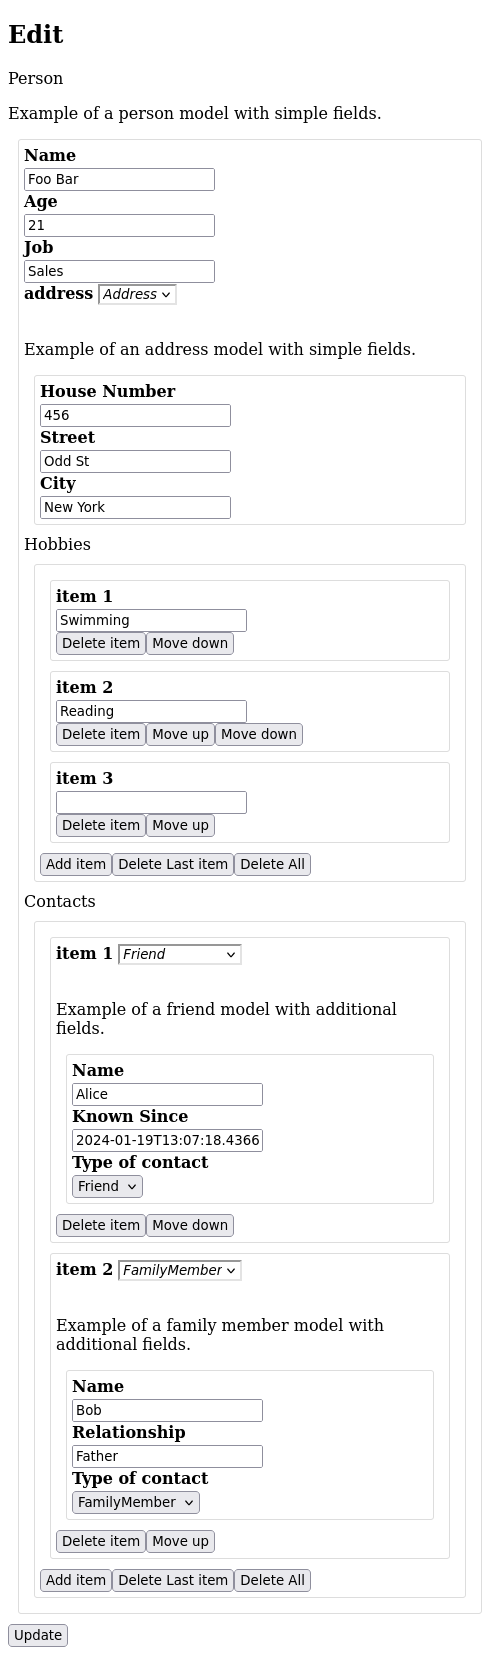 Edit
Person
Example of a person model with simple fields.
Name
Foo Bar
Age
21
Job
Sales
address Address
Example of an address model with simple fields.
House Number
456
Street
Odd St
City
New York
Hobbies
item 1
Swimming
Delete item Move down
item 2
Reading
Delete item Move up Move down
item 3
Delete item Move up
Add item Delete Last item Delete All
Contacts
item 1 Friend
Example of a friend model with additional
fields.
Name
Alice
Known Since
2024-01-19T13:07:18.4366
Type of contact
Friend
Delete item Move down
item 2 FamilyMember
Example of a family member model with
additional fields.
Name
Bob
Relationship
Father
Type of contact
FamilyMember
Delete item Move up
Add item Delete Last item Delete All
Update